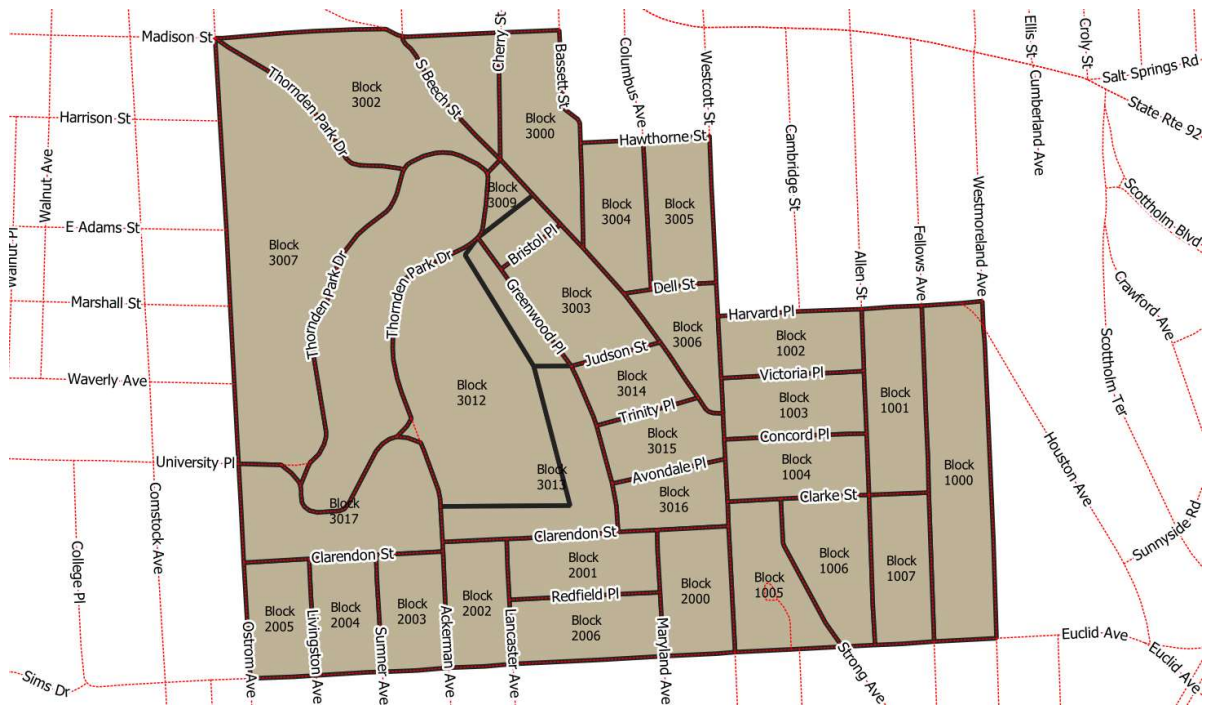 Madison St
Harrison St
Walnut Pl
Walnut Ave
E Adams St
Marshall St
Waverly Ave
University Pl
College Pl
Comstock Ave
Sims Dr
Thornden Park Dr
Block
3002
S Beech St
Chery St
Block
3000
Bassett St
Columbus Ave
Westcott St
Hawthorne St
Cambridge St
Allen St
Fellows Ave
Westmoreland Ave
Ellis St
Cumberland Ave
Croly St
Salt Springs Rd
State Rte 92
Scottholm Blvd
Crawford Ave
Scottholm Ter
Sunnyside Rd
Houston Ave
Euclid Ave
Euclid Ave
Block
3009
Block
3004
Block
3005
Block
3007
Thornden Park Dr
Thornden Park Dr
Bristol Pl
Greenwood Pl
Block
3003
Dell St
Block
3006
Judson St
Harvard Pl
Block
1002
Victoria Pl
Block
1003
Concord Pl
Block
1004
Clarke St
Block
1001
Block
1000
Block
3012
Block
3014
Trinity Pl
Block
3015
Avondale Pl
Block
3016
Block
3013
Block
3017
Clarendon St
Clarendon St
Block
2001
Redfield Pl
Block
2006
Block
2000
Block
1005
Block
1006
Block
1007
Block
2005
Block
2004
Block
2003
Block
2002
Ostrom Ave
Livingston Ave
Sumner Ave
Ackerman Ave
Lancaster Ave
Maryland Ave
Strong Ave